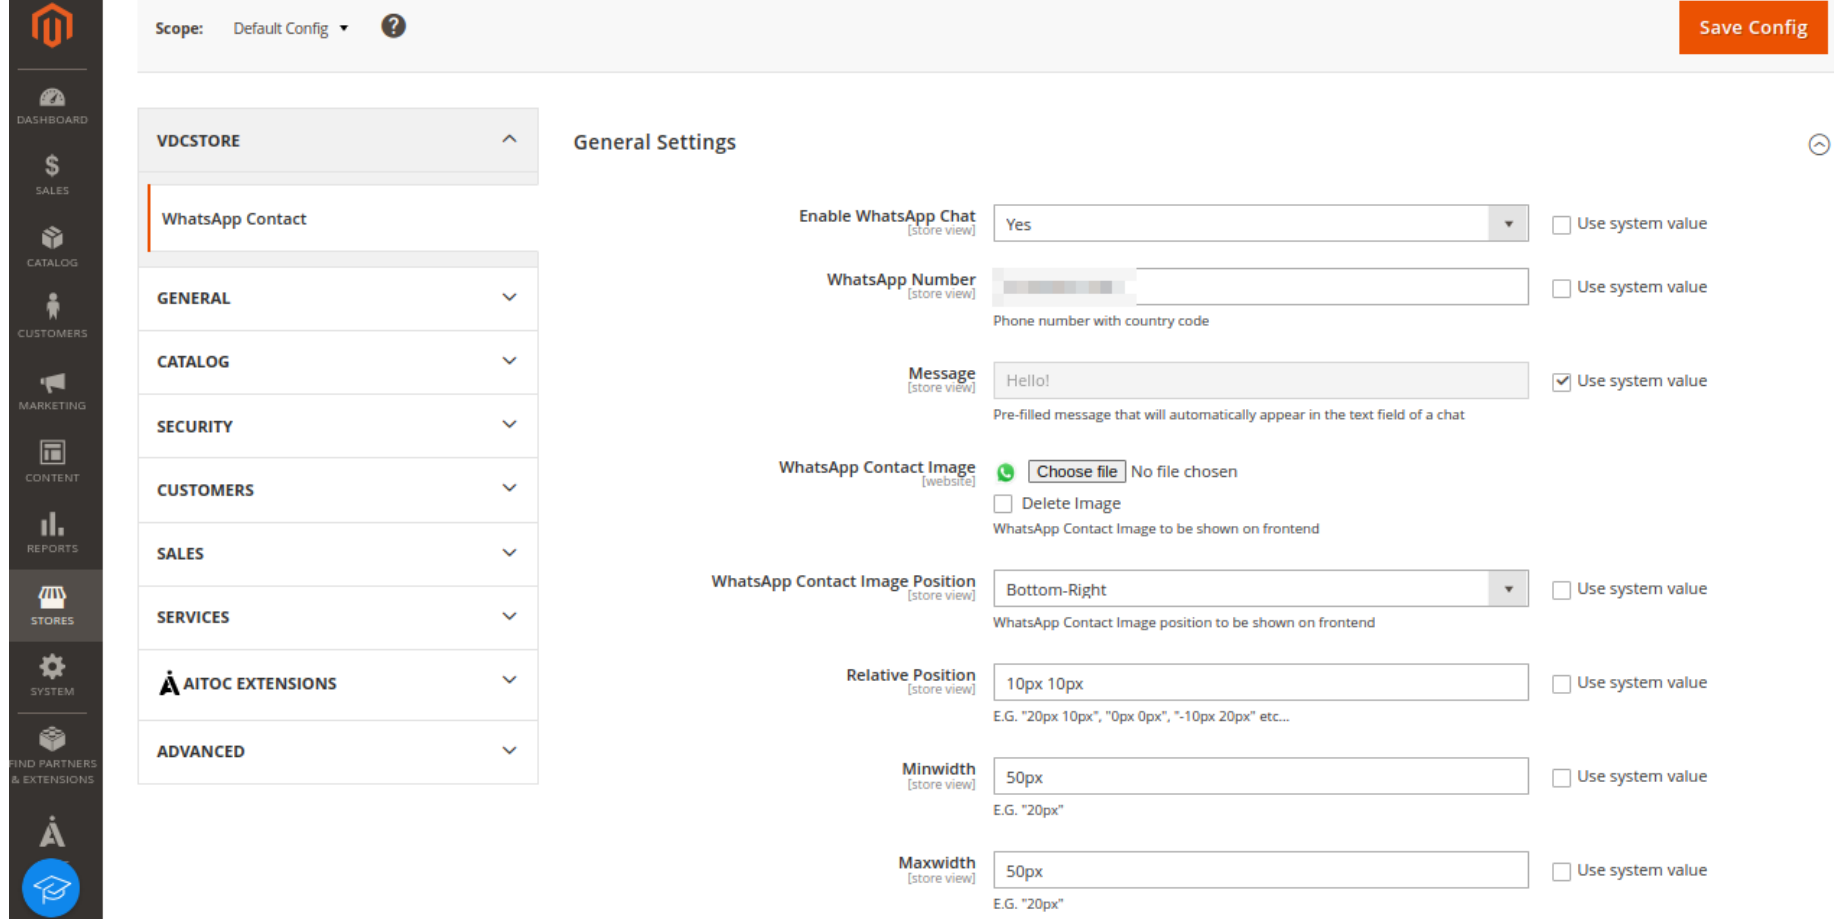 Scope: Default Config
Save Config
DASHBOARD
SALES
CATALOG
CUSTOMERS
MARKETING
CONTENT
REPORTS
STORES
SYSTEM
FIND PARTNERS
& EXTENSIONS
VDCSTORE
WhatsApp Contact
GENERAL
CATALOG
SECURITY
CUSTOMERS
SALES
SERVICES
AITOC EXTENSIONS
ADVANCED
General Settings
Enable WhatsApp Chat
[store view]
Yes
Use system value
WhatsApp Number
[store view]
Use system value
Phone number with country code
Message
[store view]
Hello!
Use system value
Pre-filled message that will automatically appear in the text field of a chat
WhatsApp Contact Image
[website]
Choose file No file chosen
Delete Image
WhatsApp Contact Image to be shown on frontend
WhatsApp Contact Image Position
[store view]
Bottom-Right
Use system value
WhatsApp Contact Image position to be shown on frontend
Relative Position
[store view]
10px 10px
Use system value
E.G. "20px 10px", "0px 0px", "-10px 20px" etc...
Minwidth
[store view]
50px
Use system value
E.G. "20px"
Maxwidth
[store view]
50px
Use system value
E.G. "20px"